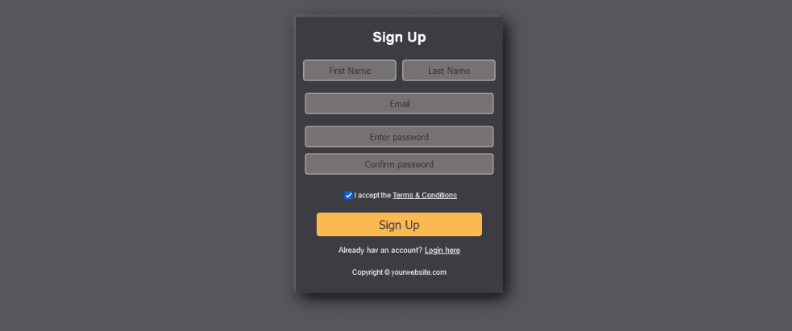 Sign Up
First Name Last Name
Email
Enter password
Confirm password
I accept the Terms & Conditions
Sign Up
Already hav an account? Login here
Copyright © yourwebsite.com